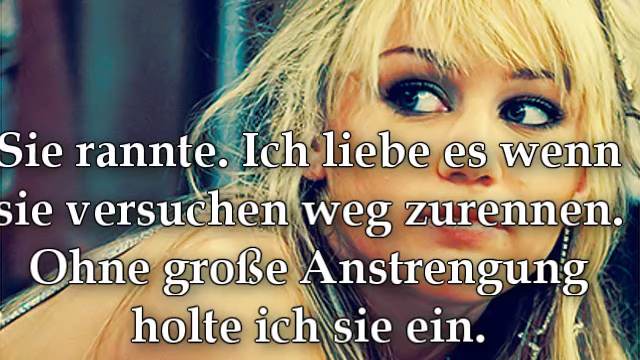 Sie rannte. Ich liebe es wenn
sie versuchen weg zurennen.
Ohne große Anstrengung
holte ich sie ein.